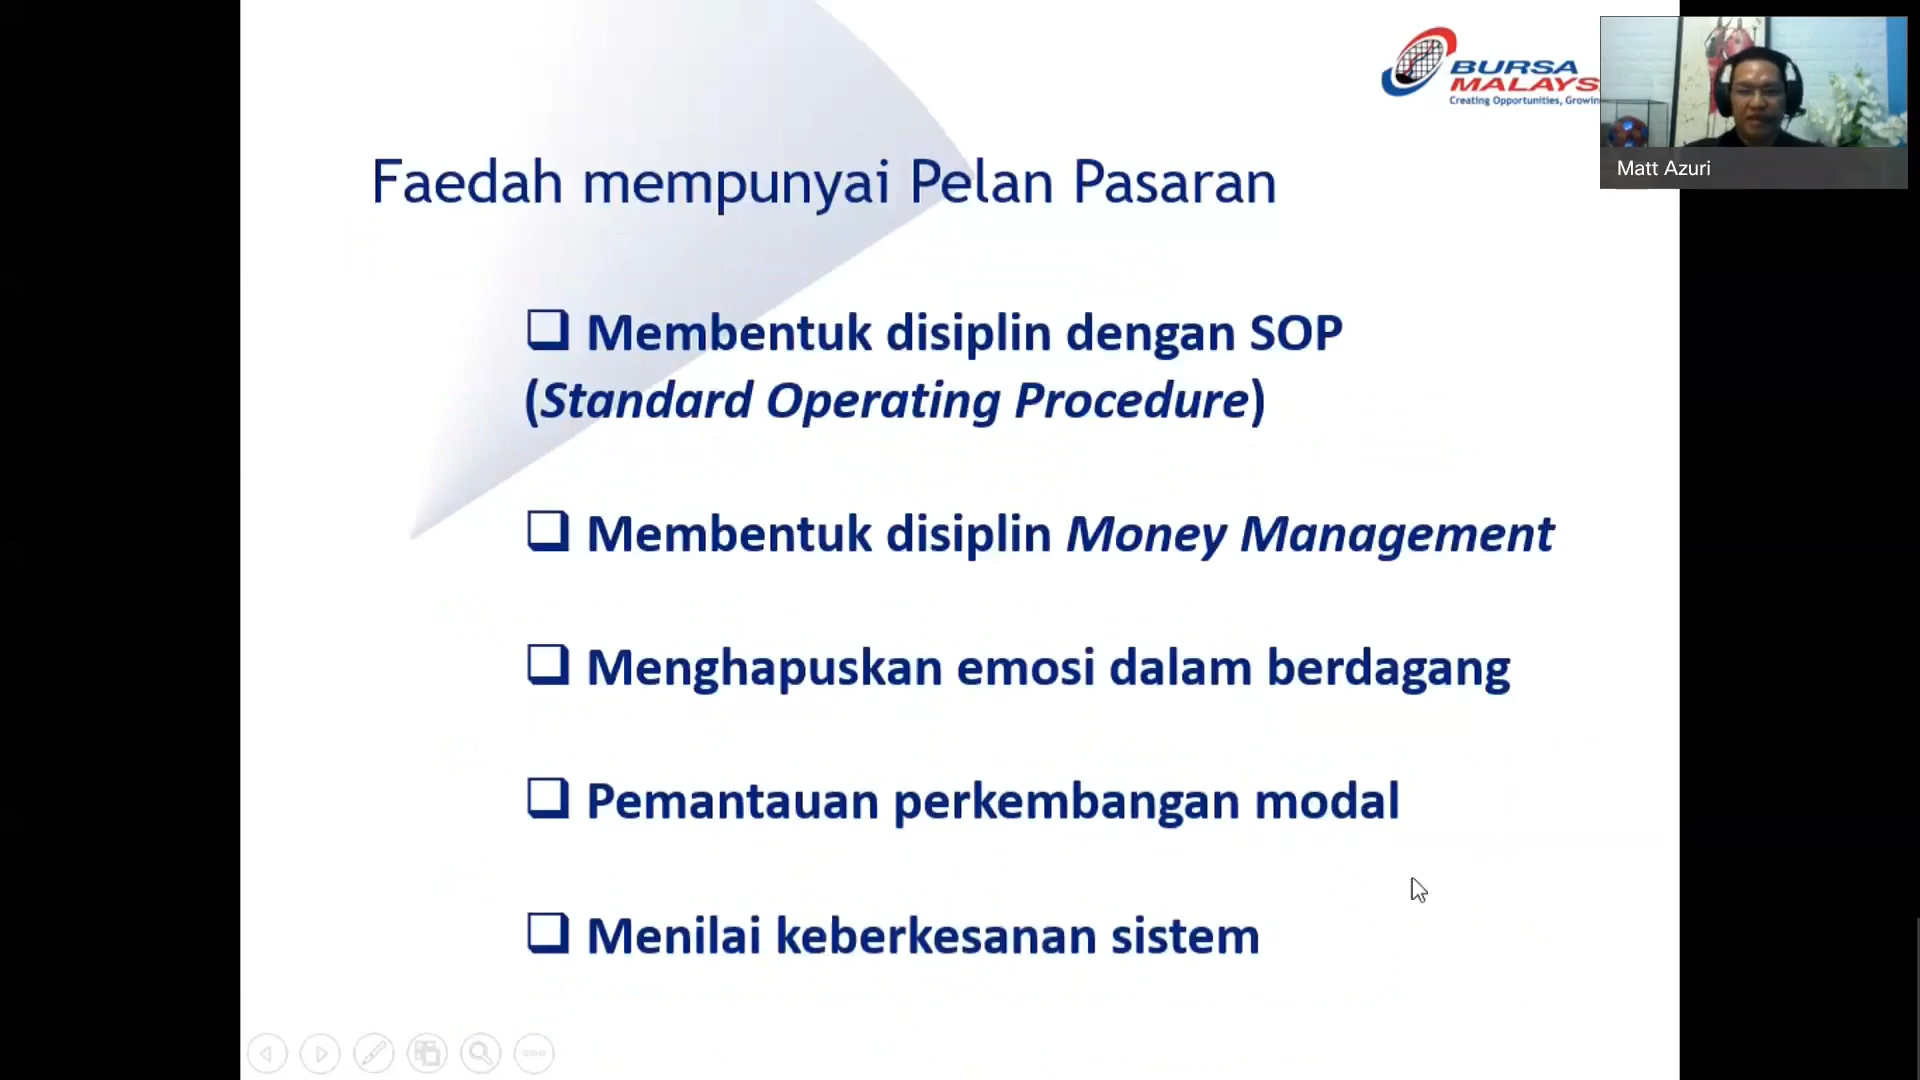 BURSA
MALAYS
Creating Opportunities, Growin
Matt Azuri
Faedah mempunyai Pelan Pasaran
Membentuk disiplin dengan SOP
(Standard Operating Procedure)
Membentuk disiplin Money Management
Menghapuskan emosi dalam berdagang
Pemantauan perkembangan modal
Menilai keberkesanan sistem